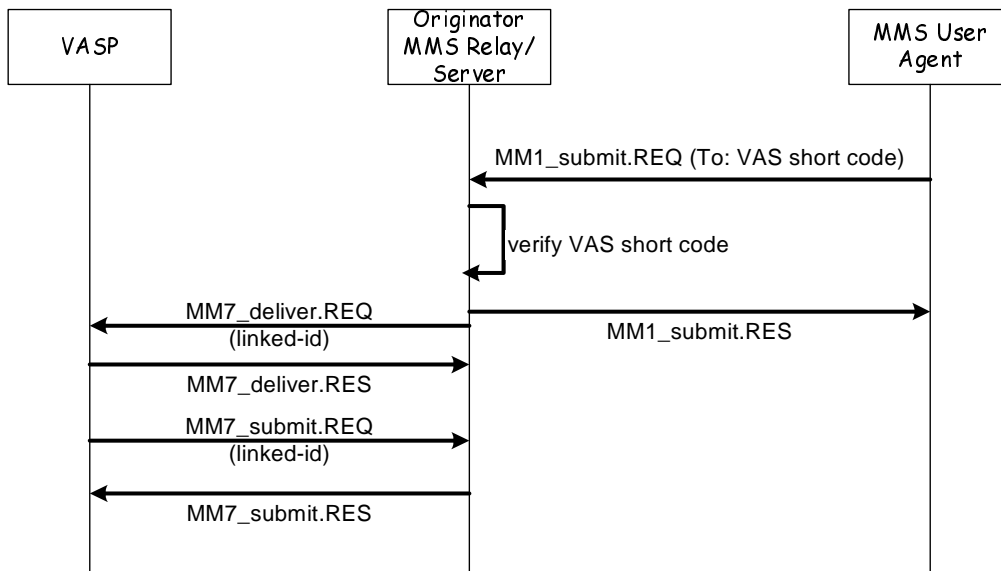 VASP
Originator
MMS Relay/
Server
MMS User
Agent
MM1_submit.REQ (To: VAS short code)
verify VAS short code
MM7_deliver.REQ
(linked-id)
MM1_submit.RES
MM7_deliver.RES
MM7_submit.REQ
(linked-id)
MM7_submit.RES